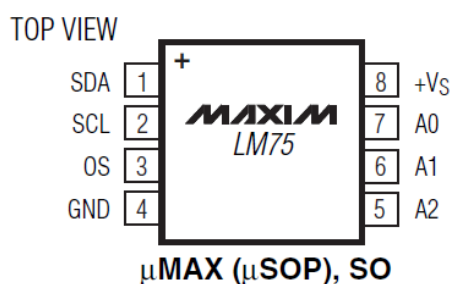 TOP VIEW
+
SDA 1 8 +VS
SCL 2 MAXIM 7 A0
LM75
OS 3 6 A1
GND 4 5 A2
μMAX (μSOP), SO